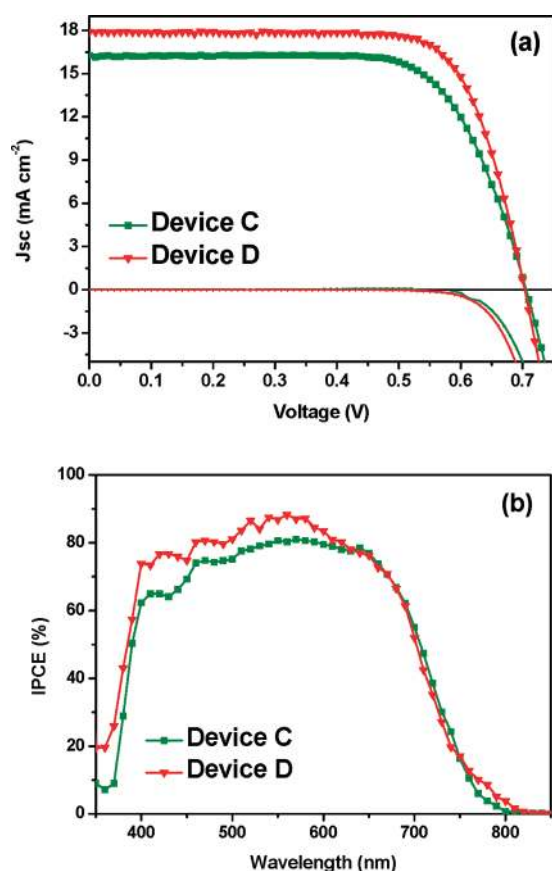 (a)
18
15
12
9
6
3
0
-3
Jsc (mA cm-2)
Device C
Device D
0.0 0.1 0.2 0.3 0.4 0.5 0.6 0.7
Voltage (V)
(b)
100
80
60
40
20
0
IPCE (%)
Device C
Device D
400 500 600 700 800
Wavelength (nm)